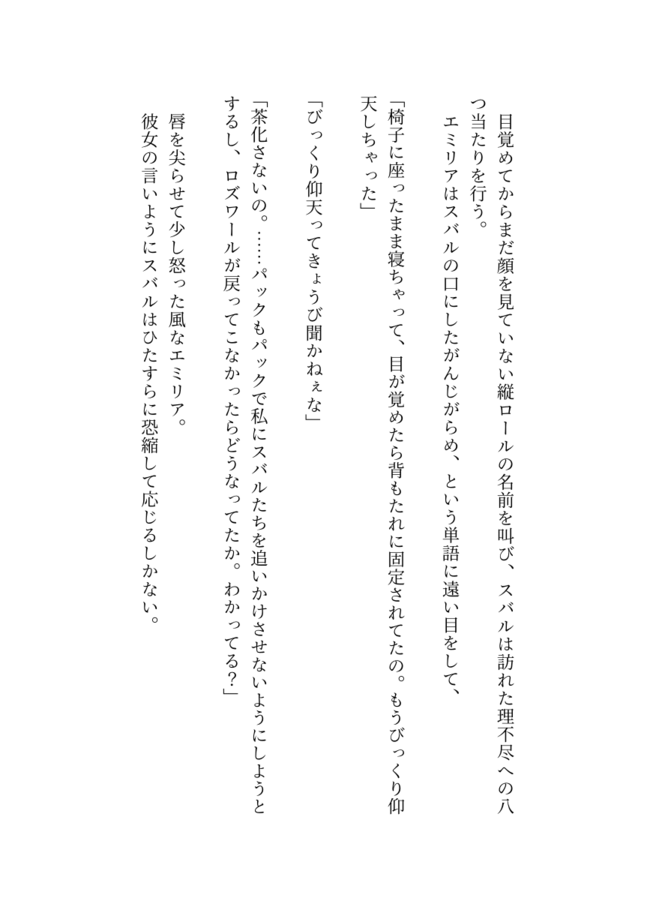 目覚めてからまだ顔を見ていない縦ロールの名前を叫び、スバルは訪れた理不尽への八
つ当たりを行う。
エミリアはスバルの口にしたがんじがらめ、という単語に遠い目をして、
「椅子に座ったまま寝ちゃって、目が覚めたら背もたれに固定されてたの。もうびっくり仰
天しちゃった」
「びっくり仰天ってきょうび聞かねぇな」
「茶化さないの。……パックもパックで私にスバルたちを追いかけさせないようにしようと
するし、ロズワールが戻ってこなかったらどうなってたか。わかってる？」
唇を尖らせて少し怒った風なエミリア。
彼女の言いようにスバルはひたすらに恐縮して応じるしかない。